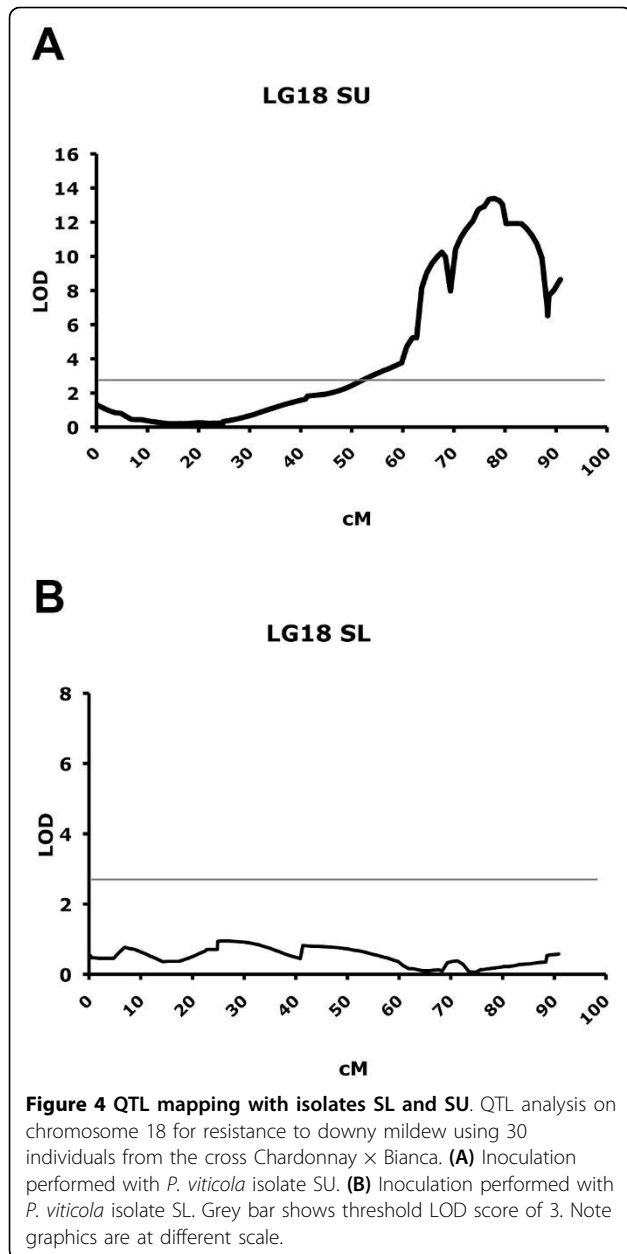 A
LG18 SU
16
14
12
10
8
6
4
2
0
LOD
0 10 20 30 40 50 60 70 80 90 100
cM
B
LG18 SL
8
6
4
2
0
LOD
0 10 20 30 40 50 60 70 80 90 100
cM
Figure 4 QTL mapping with isolates SL and SU. QTL analysis on
chromosome 18 for resistance to downy mildew using 30
individuals from the cross Chardonnay × Bianca. (A) Inoculation
performed with P. viticola isolate SU. (B) Inoculation performed with
P. viticola isolate SL. Grey bar shows threshold LOD score of 3. Note
graphics are at different scale.